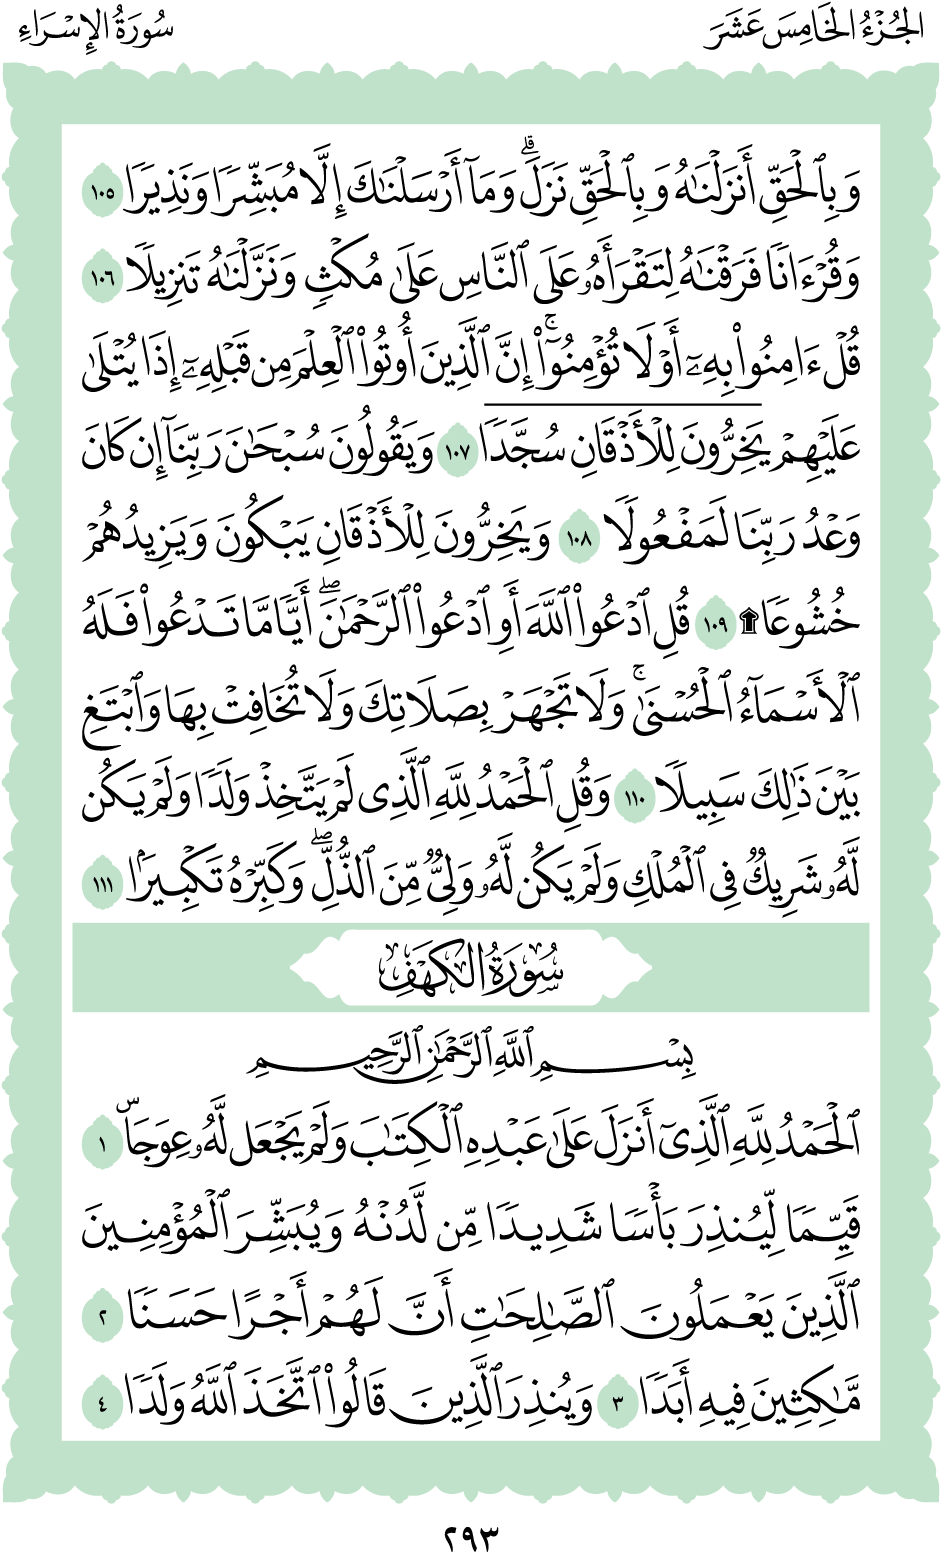 الجُزْءُ الخَامِسَ عَشَرَ
سُورَةُ الإِسْرَاءِ
وَبِٱلْحَقِّ أَنزَلْنَٰهُ وَبِٱلْحَقِّ نَزَلَۗ وَمَآ أَرْسَلْنَٰكَ إِلَّا مُبَشِّرًا وَنَذِيرًا ١٠٥
وَقُرْءَانًا فَرَقْنَٰهُ لِتَقْرَأَهُۥ عَلَى ٱلنَّاسِ عَلَىٰ مُكْثٍ وَنَزَّلْنَٰهُ تَنزِيلًا ١٠٦
قُلْ ءَامِنُوا۟ بِهِۦٓ أَوْ لَا تُؤْمِنُوٓا۟ۚ إِنَّ ٱلَّذِينَ أُوتُوا۟ ٱلْعِلْمَ مِن قَبْلِهِۦٓ إِذَا يُتْلَىٰ
عَلَيْهِمْ يَخِرُّونَ لِلْأَذْقَانِ سُجَّدًا ١٠٧ وَيَقُولُونَ سُبْحَٰنَ رَبِّنَآ إِن كَانَ
وَعْدُ رَبِّنَا لَمَفْعُولًا ١٠٨ وَيَخِرُّونَ لِلْأَذْقَانِ يَبْكُونَ وَيَزِيدُهُمْ
خُشُوعًا۩ ١٠٩ قُلِ ٱدْعُوا۟ ٱللَّهَ أَوِ ٱدْعُوا۟ ٱلرَّحْمَٰنَۖ أَيًّا مَّا تَدْعُوا۟ فَلَهُ
ٱلْأَسْمَآءُ ٱلْحُسْنَىٰۚ وَلَا تَجْهَرْ بِصَلَاتِكَ وَلَا تُخَافِتْ بِهَا وَٱبْتَغِ
بَيْنَ ذَٰلِكَ سَبِيلًا ١١٠ وَقُلِ ٱلْحَمْدُ لِلَّهِ ٱلَّذِى لَمْ يَتَّخِذْ وَلَدًا وَلَمْ يَكُن
لَّهُۥ شَرِيكٌ فِى ٱلْمُلْكِ وَلَمْ يَكُن لَّهُۥ وَلِىٌّ مِّنَ ٱلذُّلِّۖ وَكَبِّرْهُ تَكْبِيرًۢا ١١١
سُورَةُ الكَهْفِ
بِسْمِ ٱللَّهِ ٱلرَّحْمَٰنِ ٱلرَّحِيمِ
ٱلْحَمْدُ لِلَّهِ ٱلَّذِىٓ أَنزَلَ عَلَىٰ عَبْدِهِ ٱلْكِتَٰبَ وَلَمْ يَجْعَل لَّهُۥ عِوَجَاۜ ١
قَيِّمًا لِّيُنذِرَ بَأْسًا شَدِيدًا مِّن لَّدُنْهُ وَيُبَشِّرَ ٱلْمُؤْمِنِينَ
ٱلَّذِينَ يَعْمَلُونَ ٱلصَّٰلِحَٰتِ أَنَّ لَهُمْ أَجْرًا حَسَنًا ٢
مَّٰكِثِينَ فِيهِ أَبَدًا ٣ وَيُنذِرَ ٱلَّذِينَ قَالُوا۟ ٱتَّخَذَ ٱللَّهُ وَلَدًا ٤
٢٩٣